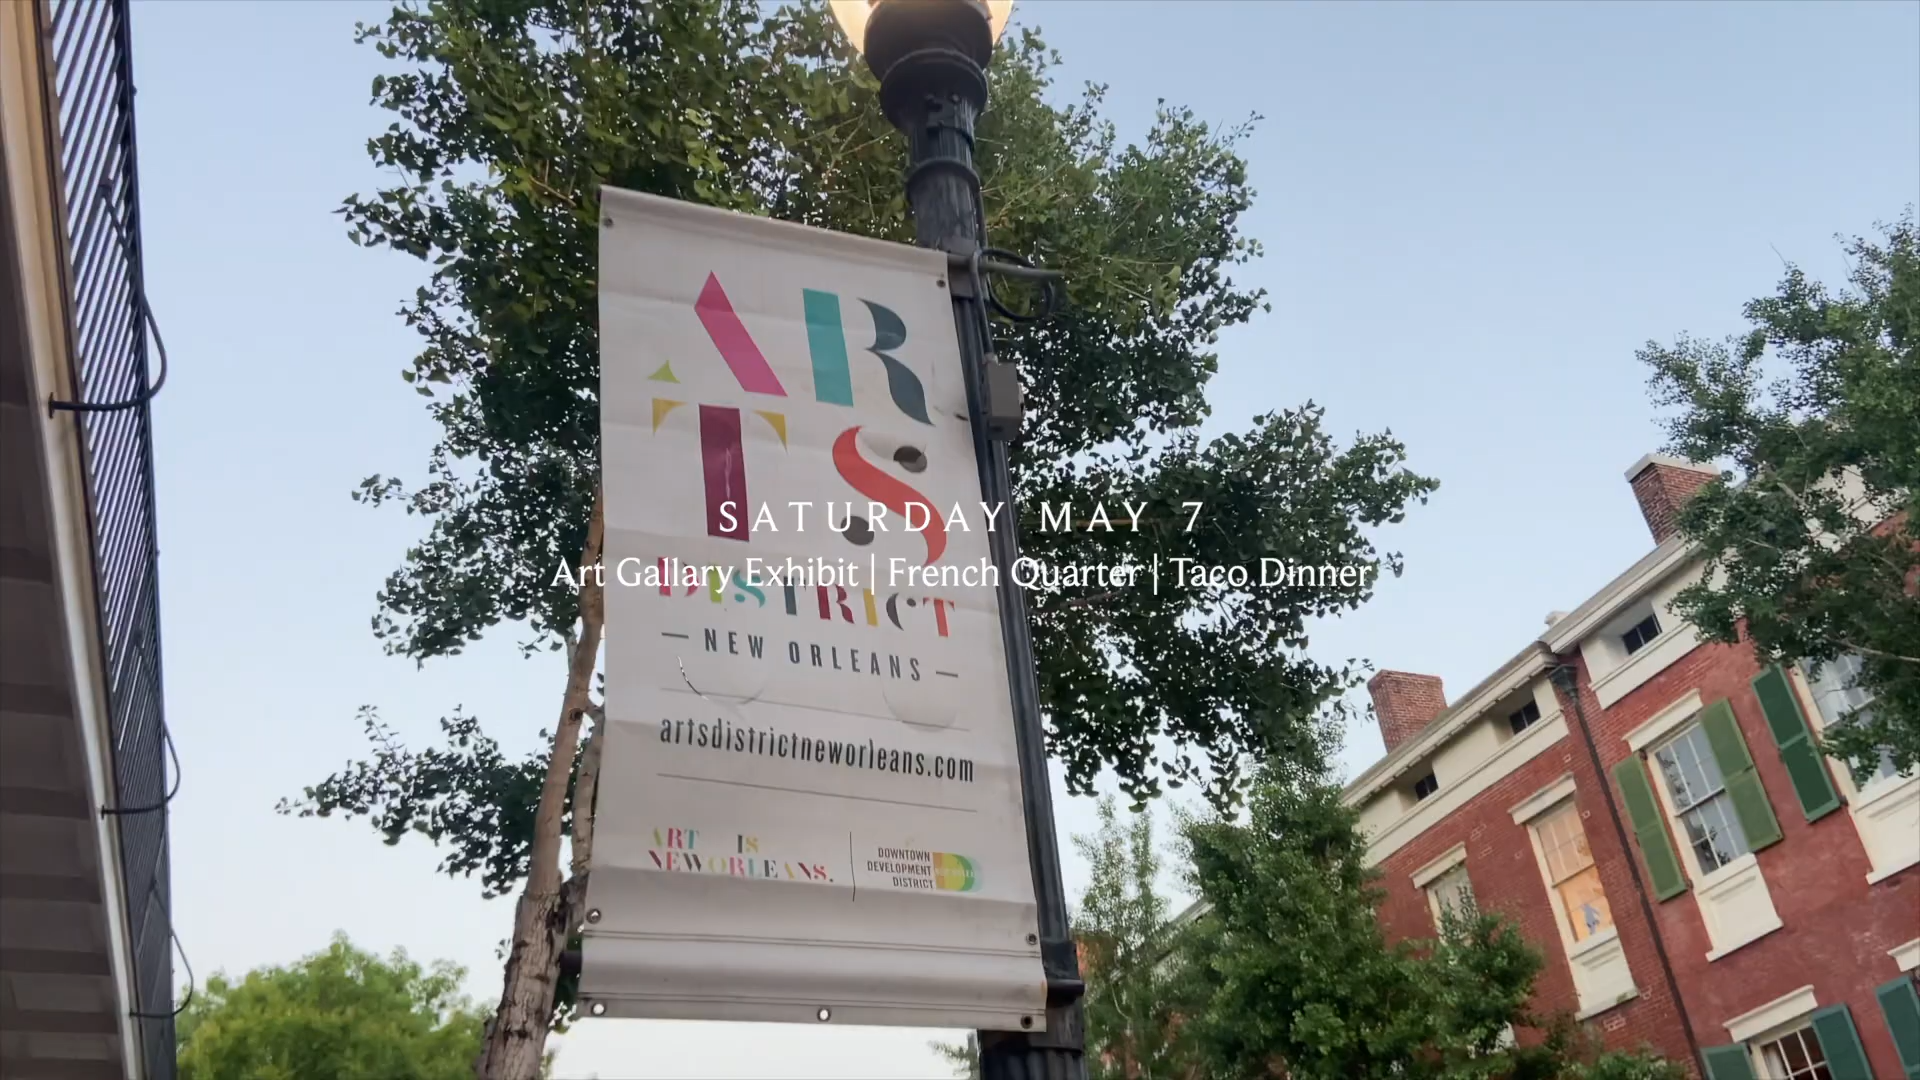 ARTS
SATURDAY MAY 7
Art Gallary Exhibit | French Quarter | Taco Dinner
DISTRICT
— NEW ORLEANS —
artsdistrictneworleans.com
ART IS
NEW ORLEANS.
DOWNTOWN
DEVELOPMENT
DISTRICT